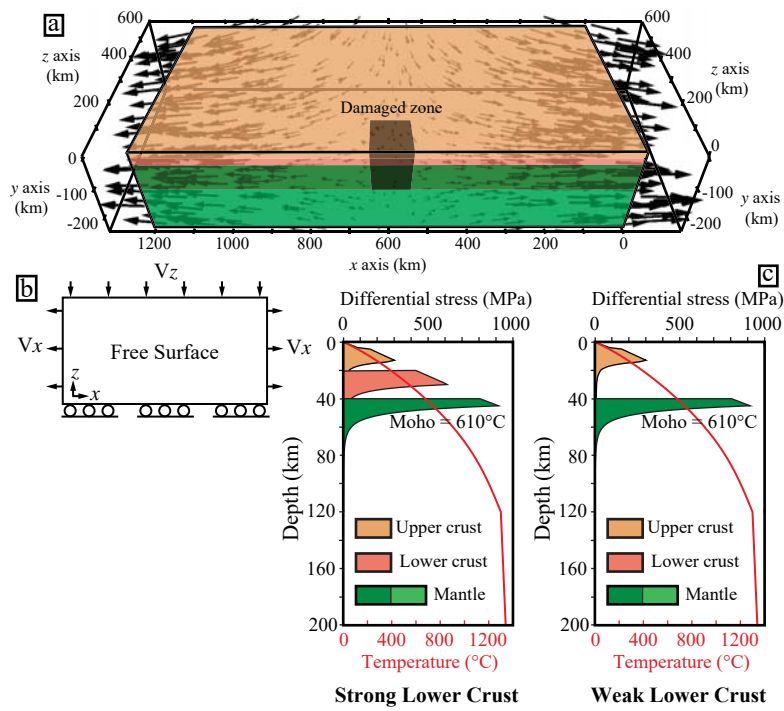 a
600
400
z axis
(km)
200
0
y axis
(km)
-100
-200
Damaged zone
600
400
z axis
(km)
200
0
-100
y axis
(km)
-200
1200
1000
800
600
400
200
0
x axis (km)
b
Vz
Vx
Free Surface
Vx
z
x
c
Differential stress (MPa)
0
500
1000
0
40
80
120
160
200
Depth (km)
Moho = 610°C
Upper crust
Lower crust
Mantle
0
400
800
1200
Temperature (°C)
Strong Lower Crust
Differential stress (MPa)
0
500
1000
0
40
80
120
160
200
Depth (km)
Moho = 610°C
Upper crust
Lower crust
Mantle
0
400
800
1200
Temperature (°C)
Weak Lower Crust